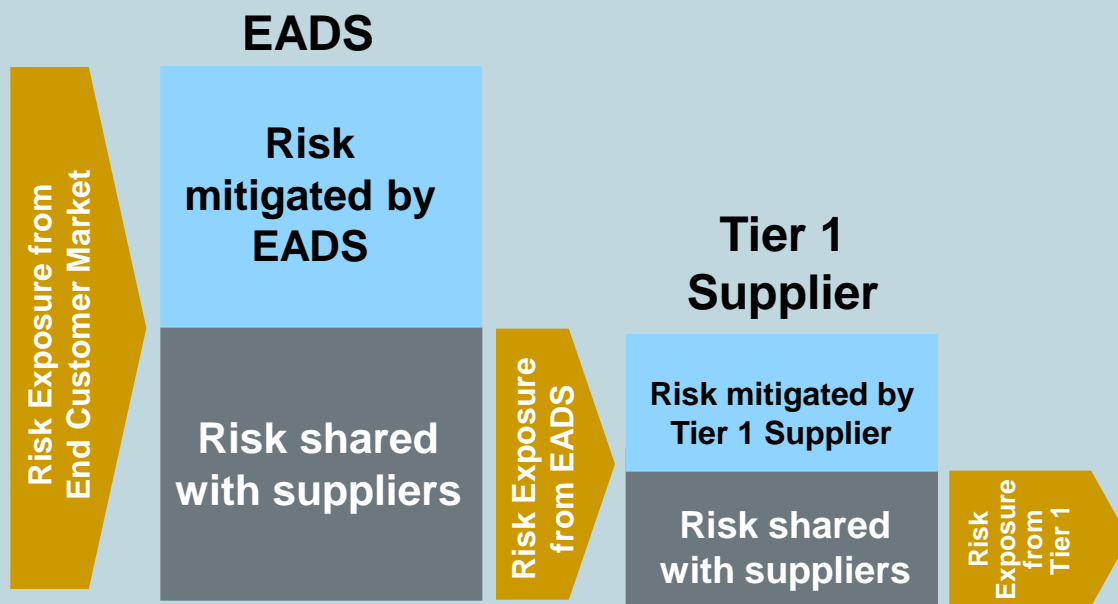 EADS
Risk Exposure from
End Customer Market
Risk
mitigated by
EADS
Risk shared
with suppliers
Risk Exposure
from EADS
Tier 1
Supplier
Risk mitigated by
Tier 1 Supplier
Risk shared
with suppliers
Risk
Exposure
from
Tier 1